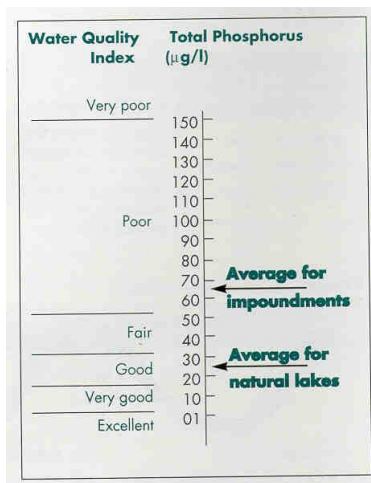 Water Quality Index
Total Phosphorus (µg/l)
Very poor
150
140
130
120
110
Poor
100
90
80
70
Average for
60
impoundments
50
Fair
40
30
Average for
Good
20
natural lakes
Very good
10
01
Excellent